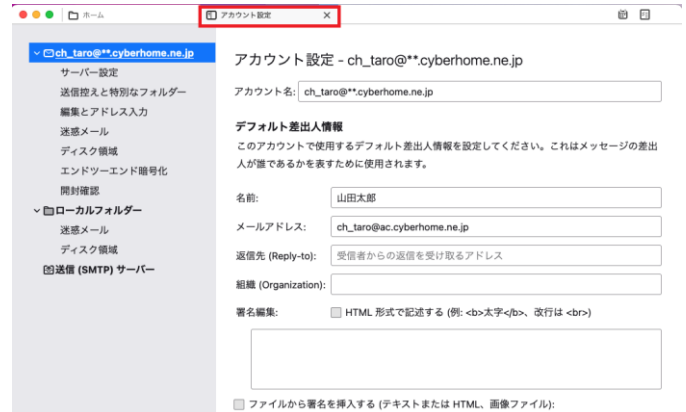 ホーム
アカウント設定
ch_taro@**.cyberhome.ne.jp
サーバー設定
送信控えと特別なフォルダー
編集とアドレス入力
迷惑メール
ディスク領域
エンドツーエンド暗号化
開封確認
ローカルフォルダー
迷惑メール
ディスク領域
送信 (SMTP) サーバー
アカウント設定 - ch_taro@**.cyberhome.ne.jp
アカウント名: ch_taro@**.cyberhome.ne.jp
デフォルト差出人情報
このアカウントで使用するデフォルト差出人情報を設定してください。これはメッセージの差出
人が誰であるかを表すために使用されます。
名前: 山田太郎
メールアドレス: ch_taro@ac.cyberhome.ne.jp
返信先 (Reply-to): 受信者からの返信を受け取るアドレス
組織 (Organization):
署名編集: HTML 形式で記述する (例: <b>太字</b>、改行は <br>)
ファイルから署名を挿入する (テキストまたは HTML、画像ファイル):